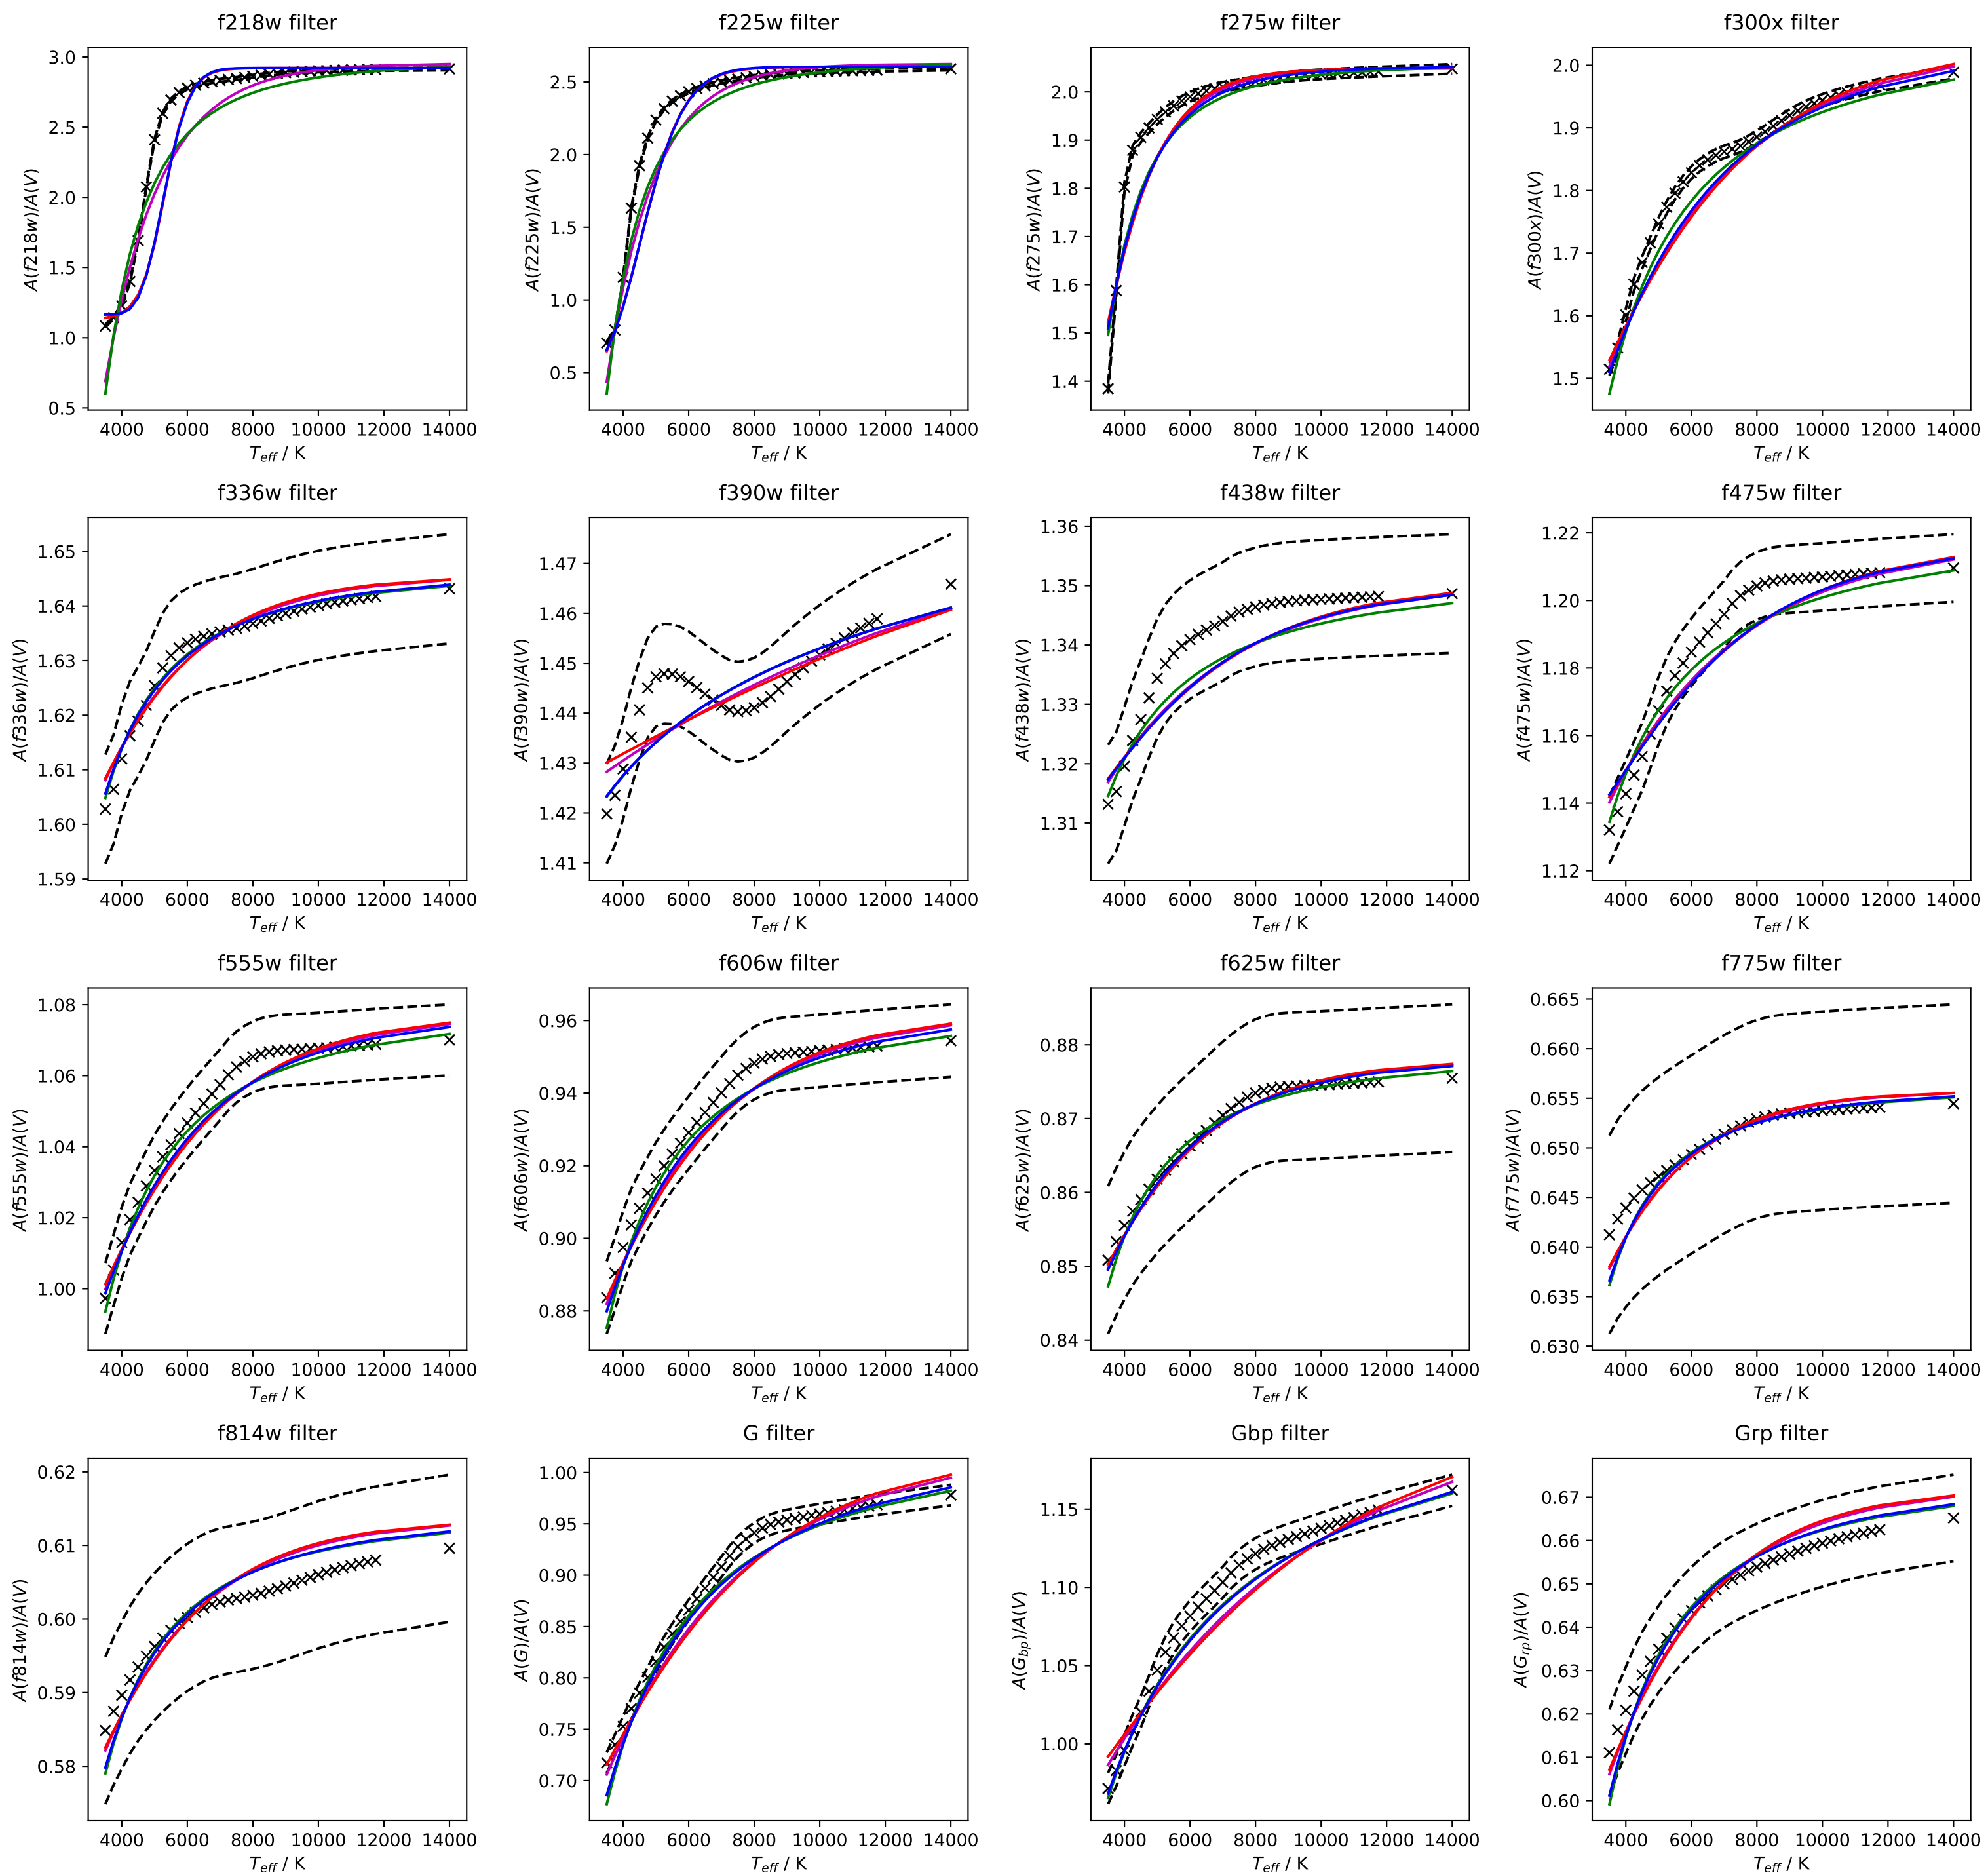 f218w filter
f225w filter
f275w filter
f300x filter
A(f218w)/A(V)
3.0
2.5
2.0
1.5
1.0
0.5
4000 6000 8000 10000 12000 14000
T_eff / K
A(f225w)/A(V)
2.5
2.0
1.5
1.0
0.5
4000 6000 8000 10000 12000 14000
T_eff / K
A(f275w)/A(V)
2.0
1.9
1.8
1.7
1.6
1.5
1.4
4000 6000 8000 10000 12000 14000
T_eff / K
A(f300x)/A(V)
2.0
1.9
1.8
1.7
1.6
1.5
4000 6000 8000 10000 12000 14000
T_eff / K
f336w filter
f390w filter
f438w filter
f475w filter
A(f336w)/A(V)
1.65
1.64
1.63
1.62
1.61
1.60
1.59
4000 6000 8000 10000 12000 14000
T_eff / K
A(f390w)/A(V)
1.47
1.46
1.45
1.44
1.43
1.42
1.41
4000 6000 8000 10000 12000 14000
T_eff / K
A(f438w)/A(V)
1.36
1.35
1.34
1.33
1.32
1.31
4000 6000 8000 10000 12000 14000
T_eff / K
A(f475w)/A(V)
1.22
1.20
1.18
1.16
1.14
1.12
4000 6000 8000 10000 12000 14000
T_eff / K
f555w filter
f606w filter
f625w filter
f775w filter
A(f555w)/A(V)
1.08
1.06
1.04
1.02
1.00
4000 6000 8000 10000 12000 14000
T_eff / K
A(f606w)/A(V)
0.96
0.94
0.92
0.90
0.88
4000 6000 8000 10000 12000 14000
T_eff / K
A(f625w)/A(V)
0.88
0.87
0.86
0.85
0.84
4000 6000 8000 10000 12000 14000
T_eff / K
A(f775w)/A(V)
0.665
0.660
0.655
0.650
0.645
0.640
0.635
0.630
4000 6000 8000 10000 12000 14000
T_eff / K
f814w filter
G filter
Gbp filter
Grp filter
A(f814w)/A(V)
0.62
0.61
0.60
0.59
0.58
4000 6000 8000 10000 12000 14000
T_eff / K
A(G)/A(V)
1.00
0.95
0.90
0.85
0.80
0.75
0.70
4000 6000 8000 10000 12000 14000
T_eff / K
A(G_bp)/A(V)
1.15
1.10
1.05
1.00
4000 6000 8000 10000 12000 14000
T_eff / K
A(G_rp)/A(V)
0.67
0.66
0.65
0.64
0.63
0.62
0.61
0.60
4000 6000 8000 10000 12000 14000
T_eff / K